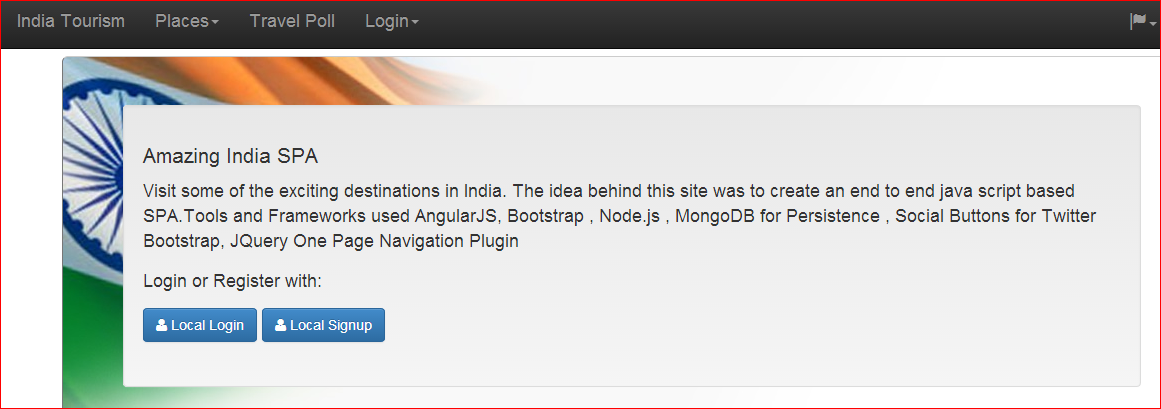 India Tourism Places Travel Poll Login
Amazing India SPA
Visit some of the exciting destinations in India. The idea behind this site was to create an end to end java script based
SPA.Tools and Frameworks used AngularJS, Bootstrap , Node.js , MongoDB for Persistence , Social Buttons for Twitter
Bootstrap, JQuery One Page Navigation Plugin
Login or Register with:
Local Login Local Signup